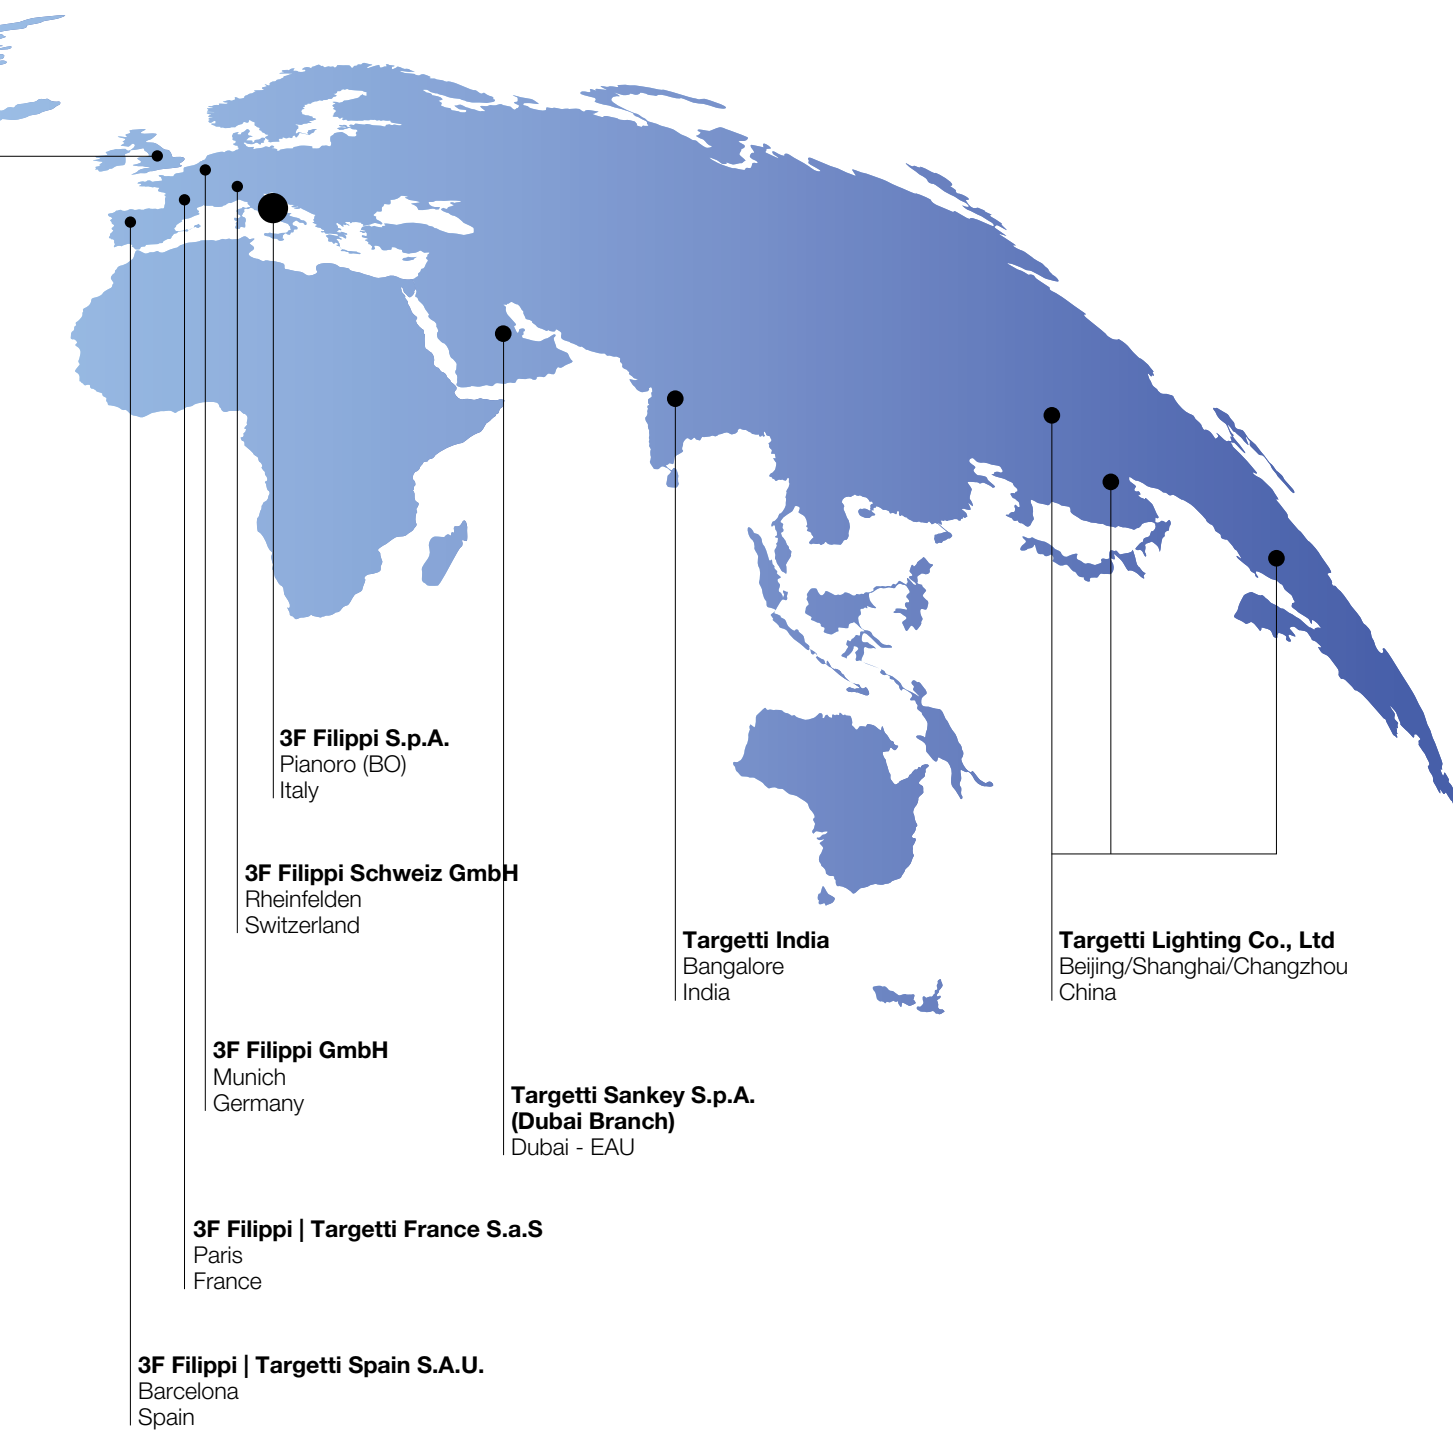 3F Filippi S.p.A.
Pianoro (BO)
Italy
3F Filippi Schweiz GmbH
Rheinfelden
Switzerland
Targetti India
Bangalore
India
Targetti Lighting Co., Ltd
Beijing/Shanghai/Changzhou
China
3F Filippi GmbH
Munich
Germany
Targetti Sankey S.p.A.
(Dubai Branch)
Dubai - EAU
3F Filippi | Targetti France S.a.S
Paris
France
3F Filippi | Targetti Spain S.A.U.
Barcelona
Spain